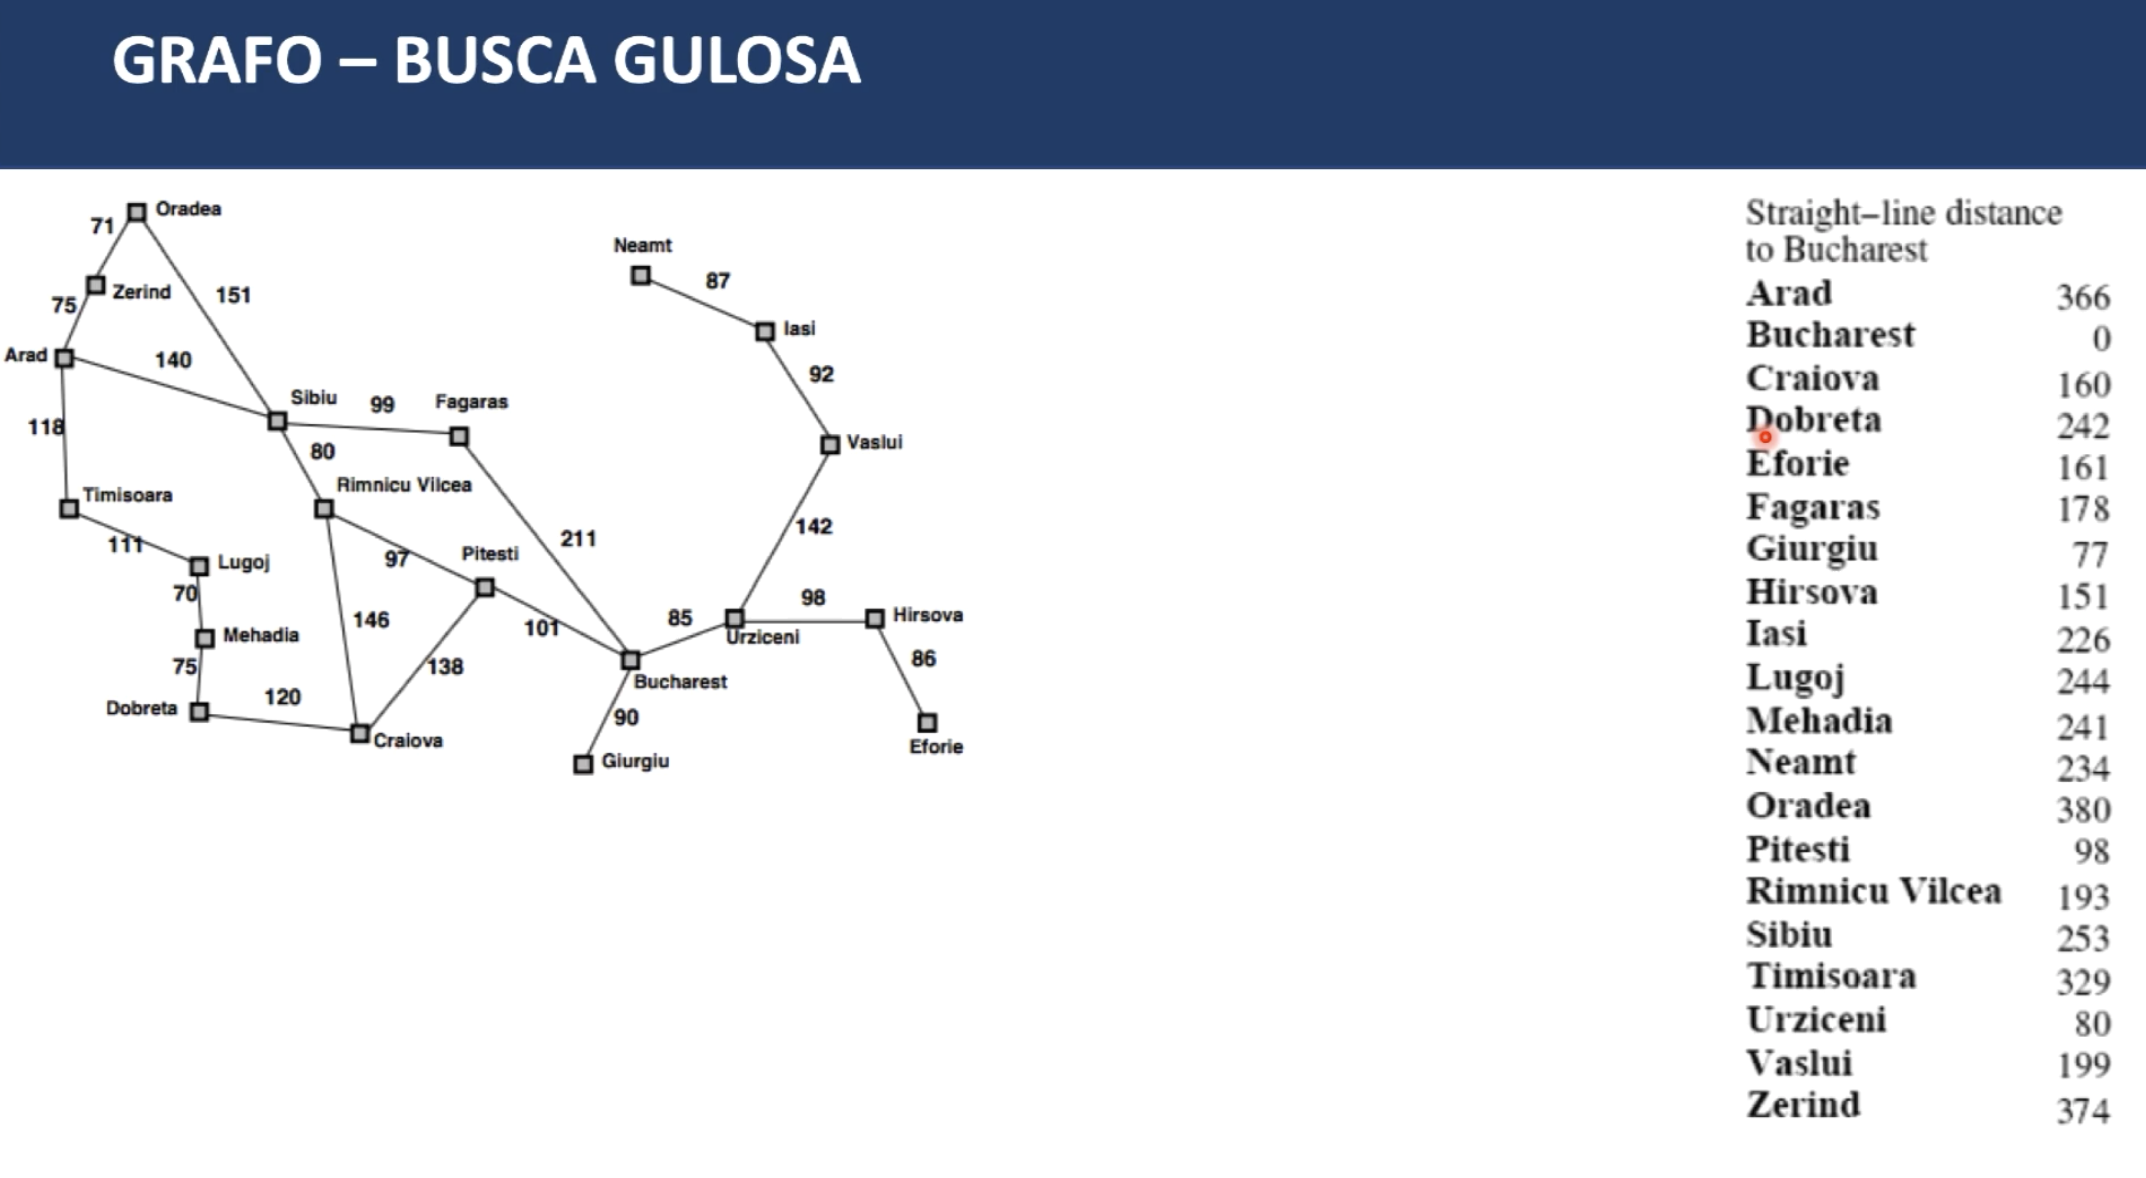 GRAFO – BUSCA GULOSA
Oradea
71
Neamt
87
Zerind
151
75
Iasi
Arad
140
92
Sibiu
99
Fagaras
118
80
Vaslui
Rimnicu Vilcea
Timisoara
142
111
97
Pitesti
211
Lugoj
70
98
146
101
85
Hirsova
Mehadia
Urziceni
86
75
138
Bucharest
120
Dobreta
90
Craiova
Eforie
Giurgiu
Straight–line distance
to Bucharest
Arad 366
Bucharest 0
Craiova 160
Dobreta 242
Eforie 161
Fagaras 178
Giurgiu 77
Hirsova 151
Iasi 226
Lugoj 244
Mehadia 241
Neamt 234
Oradea 380
Pitesti 98
Rimnicu Vilcea 193
Sibiu 253
Timisoara 329
Urziceni 80
Vaslui 199
Zerind 374